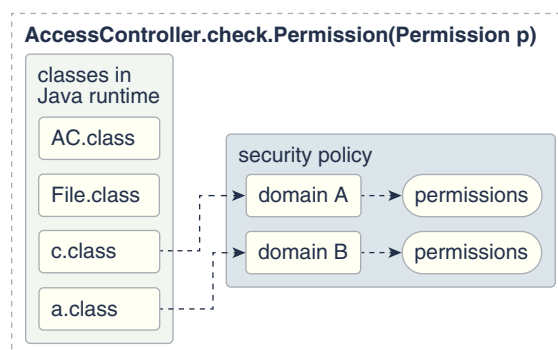 AccessController.check.Permission(Permission p)
classes in
Java runtime
AC.class
File.class
c.class
a.class
security policy
domain A
permissions
domain B
permissions